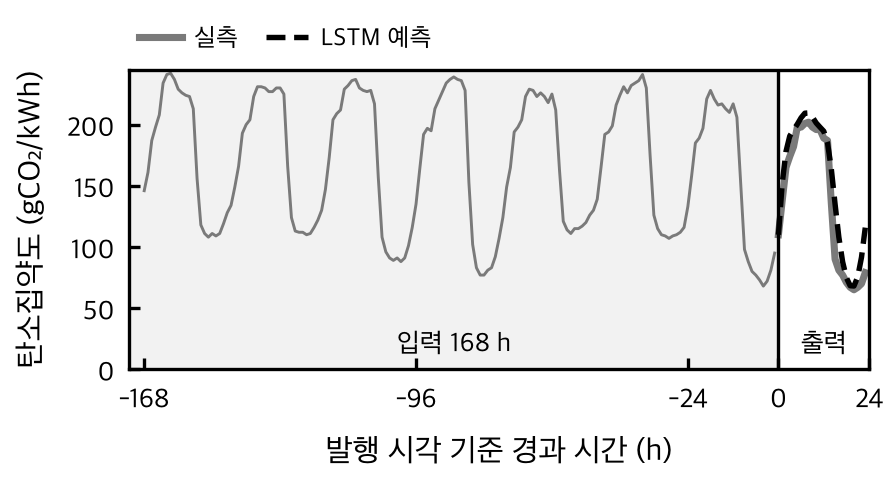 실측 LSTM 예측
탄소집약도 (gCO₂/kWh)
200
150
100
50
0
입력 168 h
출력
-168 -96 -24 0 24
발행 시각 기준 경과 시간 (h)